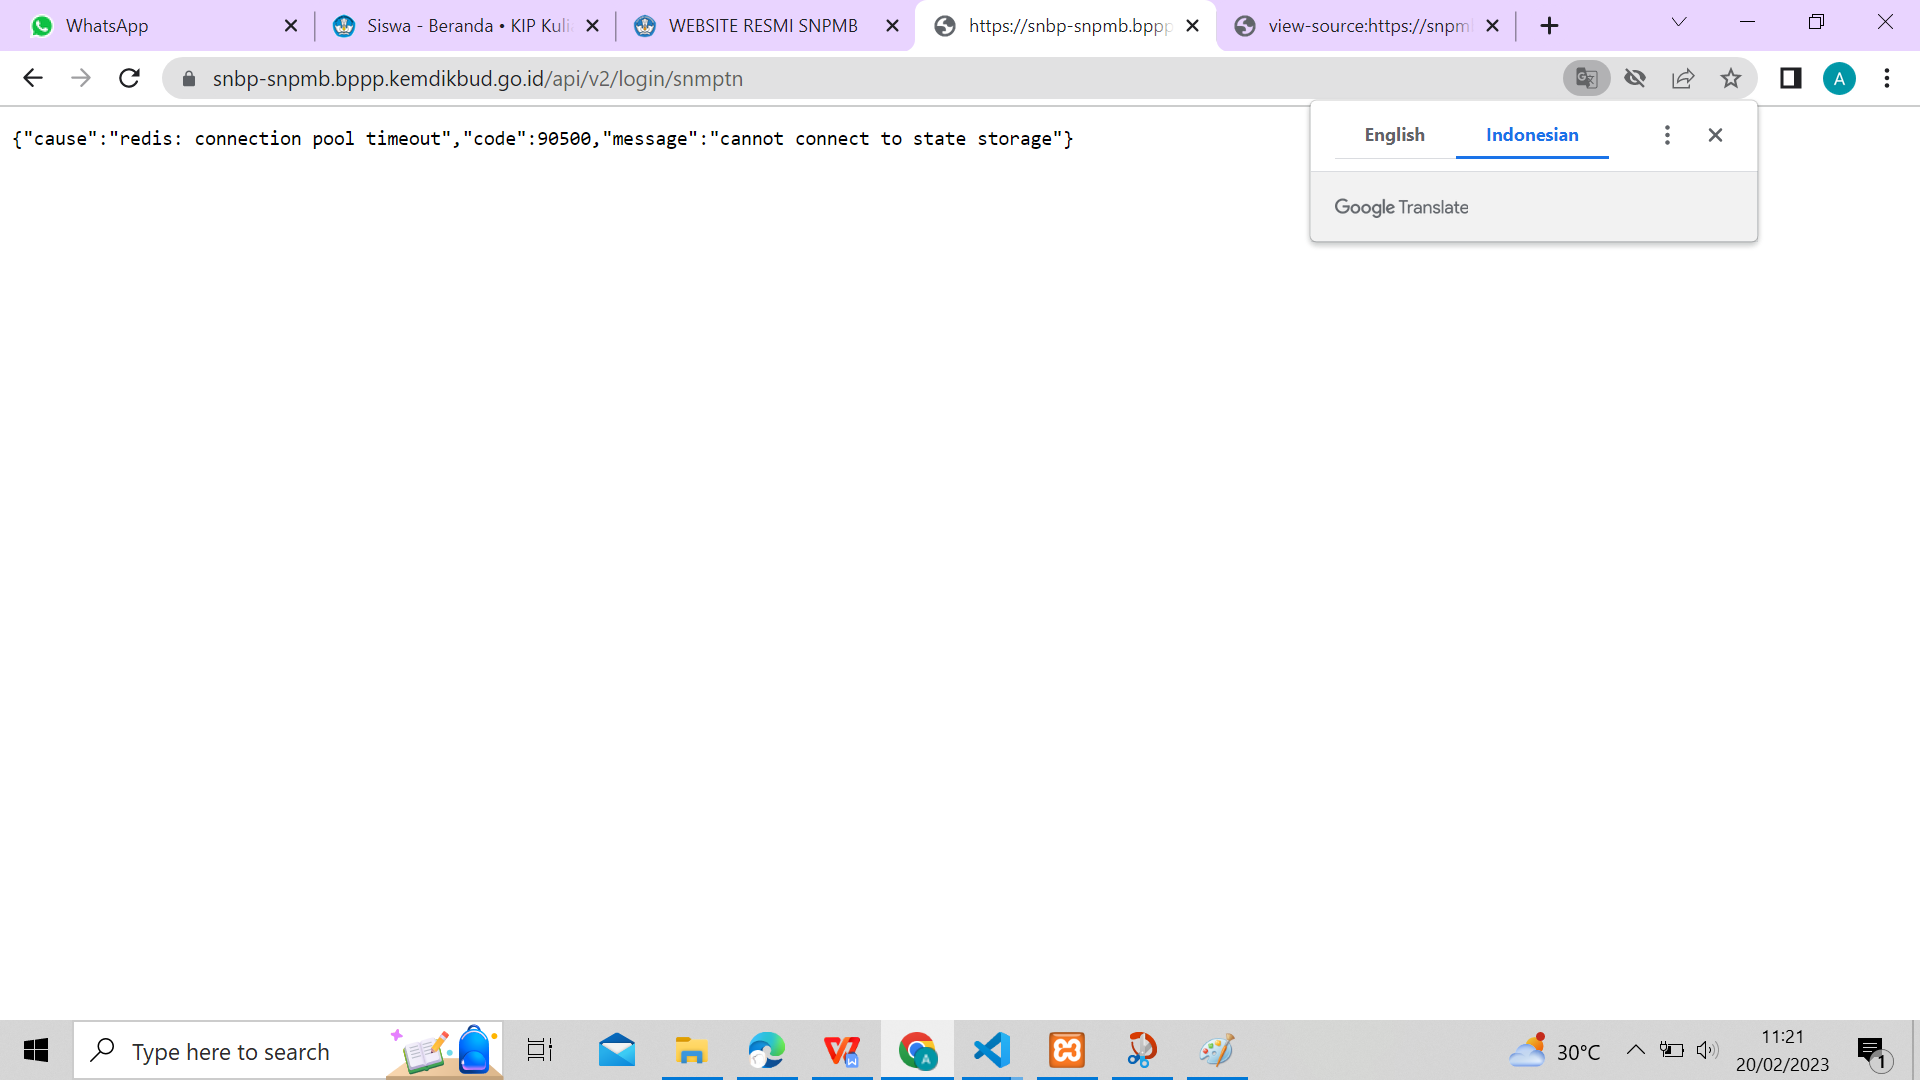 WhatsApp
Siswa - Beranda • KIP Kuli
WEBSITE RESMI SNPMB
https://snbp-snpmb.bppp
view-source:https://snpml
snbp-snpmb.bppp.kemdikbud.go.id/api/v2/login/snmptn
A
{"cause":"redis: connection pool timeout","code":90500,"message":"cannot connect to state storage"}
English
Indonesian
Google Translate
Type here to search
A
30°C
11:21
20/02/2023
1